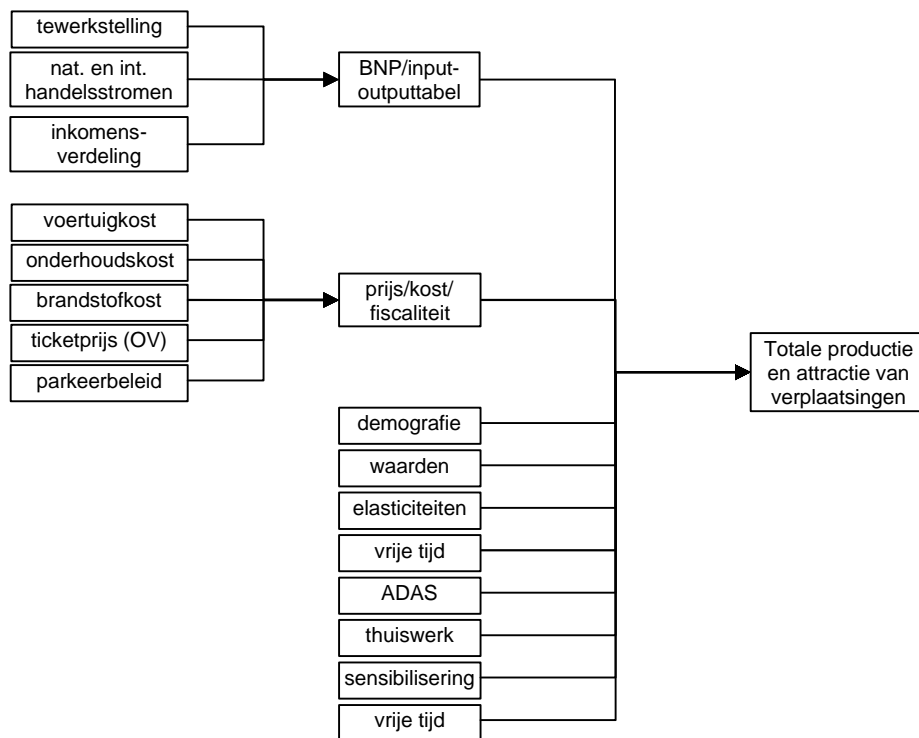 tewerkstelling
nat. en int.
handelsstromen
inkomens-
verdeling
BNP/input-
outputtabel
voertuigkost
onderhoudskost
brandstofkost
ticketprijs (OV)
parkeerbeleid
prijs/kost/
fiscaliteit
demografie
waarden
elasticiteiten
vrije tijd
ADAS
thuiswerk
sensibilisering
vrije tijd
Totale productie
en attractie van
verplaatsingen